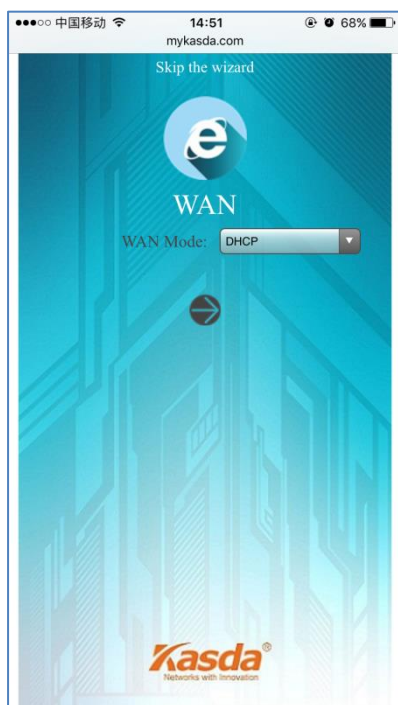 中国移动 14:51 68%
mykasda.com
Skip the wizard
WAN
WAN Mode: DHCP
Kasda®
Networks with Innovation